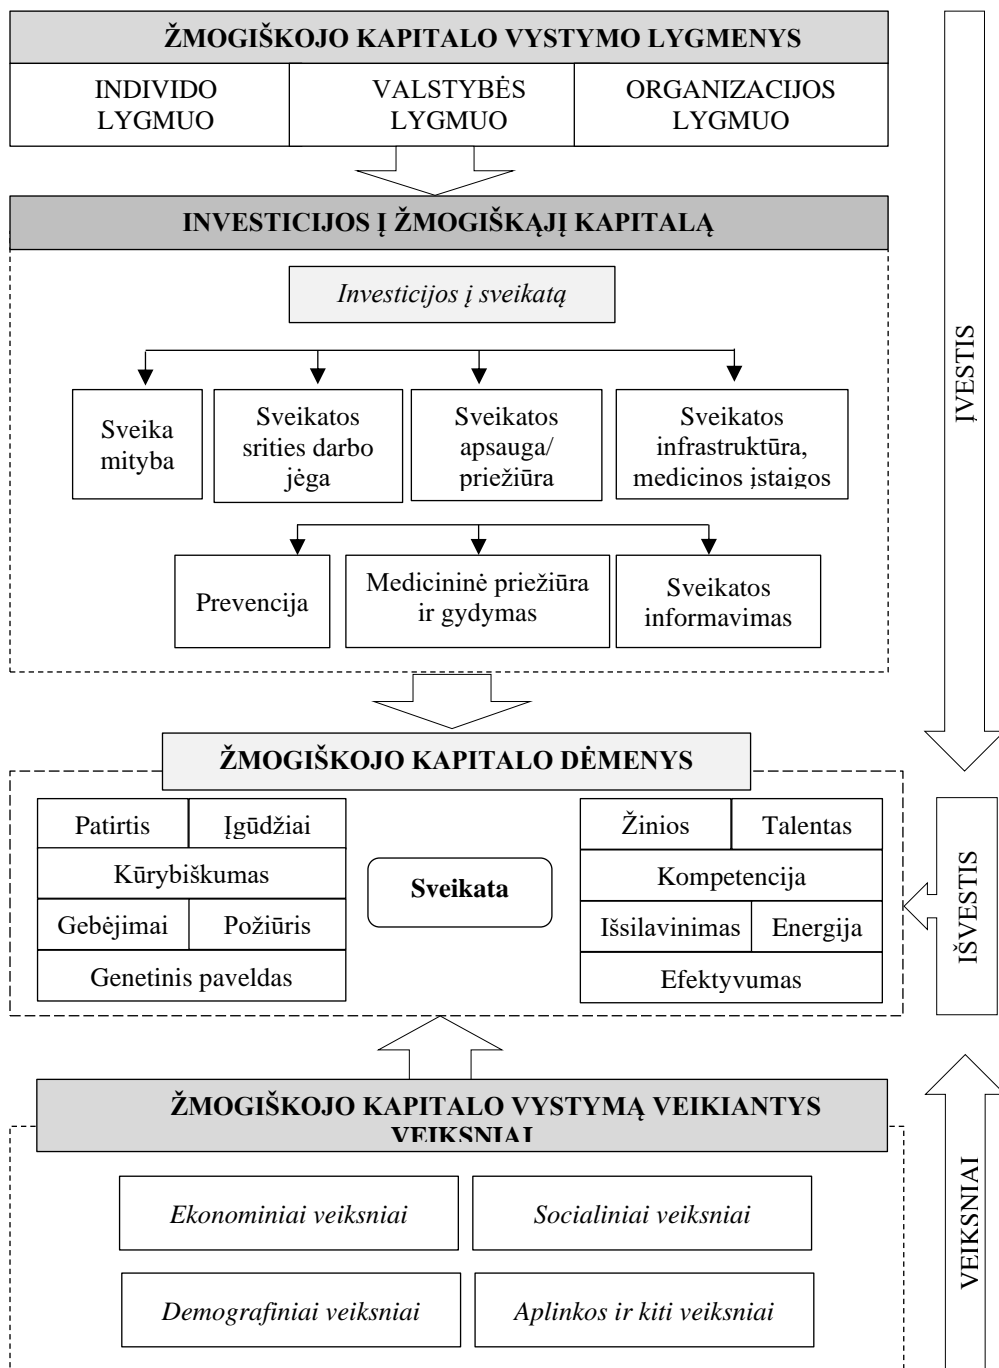 ŽMOGIŠKOJO KAPITALO VYSTYMO LYGMENYS
INDIVIDO
LYGMUO
VALSTYBĖS
LYGMUO
ORGANIZACIJOS
LYGMUO
INVESTICIJOS Į ŽMOGIŠKĄJĮ KAPITALĄ
Investicijos į sveikatą
Sveika
mityba
Sveikatos
srities darbo
jėga
Sveikatos
apsauga/
priežiūra
Sveikatos
infrastruktūra,
medicinos įstaigos
Prevencija
Medicininė priežiūra
ir gydymas
Sveikatos
informavimas
ĮVESTIS
ŽMOGIŠKOJO KAPITALO DĖMENYS
Patirtis
Įgūdžiai
Kūrybiškumas
Gebėjimai
Požiūris
Genetinis paveldas
Sveikata
Žinios
Talentas
Kompetencija
Išsilavinimas
Energija
Efektyvumas
IŠVESTIS
ŽMOGIŠKOJO KAPITALO VYSTYMĄ VEIKIANTYS
VEIKSNIAI
Ekonominiai veiksniai
Socialiniai veiksniai
Demografiniai veiksniai
Aplinkos ir kiti veiksniai
VEIKSNIAI